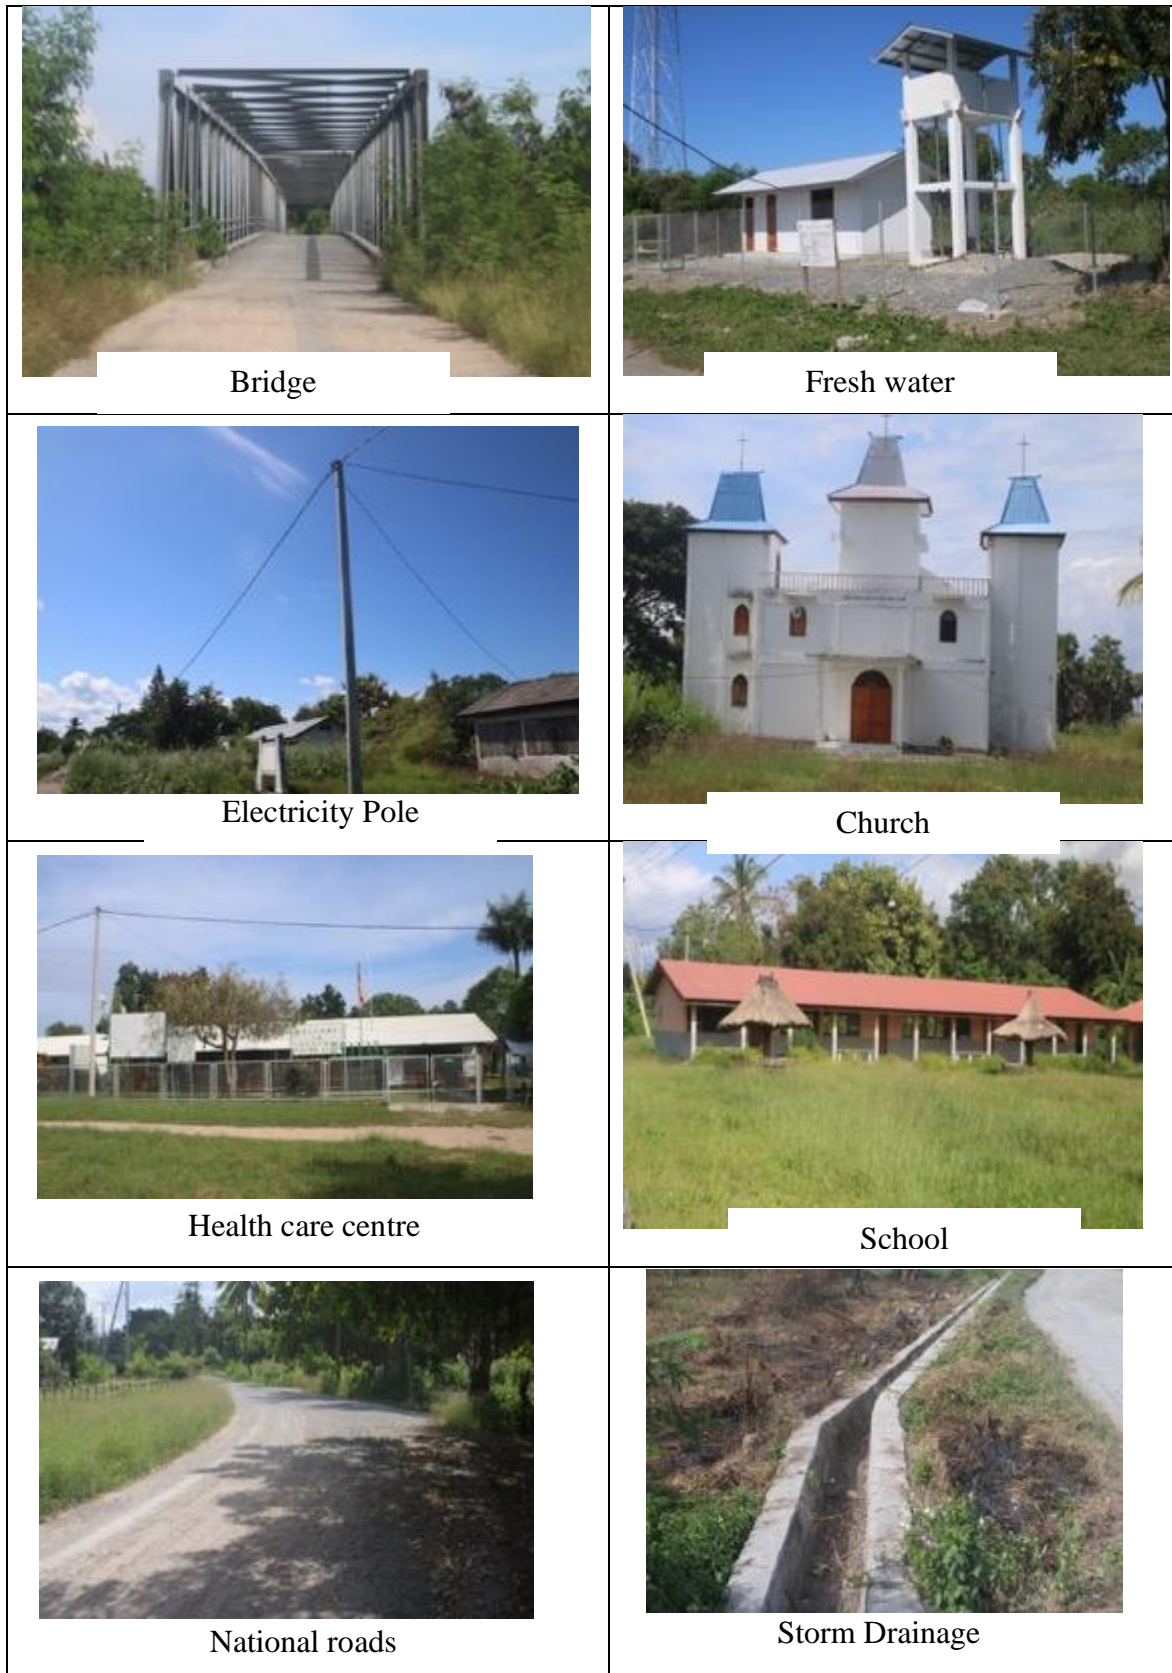 Bridge
Fresh water
Electricity Pole
Church
Health care centre
School
National roads
Storm Drainage